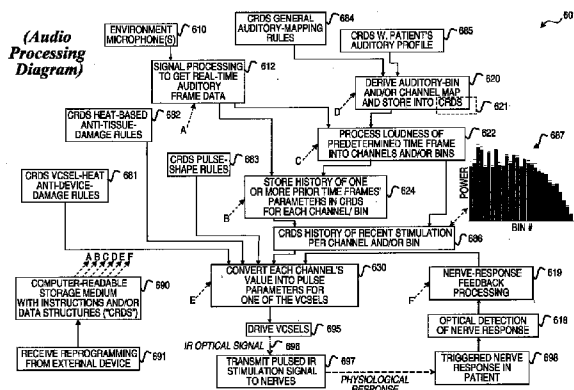 (Audio
Processing
Diagram)
ENVIRONMENT
MICROPHONE(S)
610
CRDS GENERAL
AUDITORY-MAPPING
RULES
684
CRDS W. PATIENT'S
AUDITORY PROFILE
685
60
SIGNAL PROCESSING
TO GET REAL-TIME
AUDITORY
FRAME DATA
612
A
DERIVE AUDITORY-BIN
AND/OR CHANNEL MAP
AND STORE INTO CRDS
620
621
D
CRDS HEAT-BASED
ANTI-TISSUE-
DAMAGE RULES
682
PROCESS LOUDNESS OF
PREDETERMINED TIME FRAME
INTO CHANNELS AND/OR BINS
622
C
687
POWER
BIN #
CRDS VCSEL-HEAT
ANTI-DEVICE-
DAMAGE RULES
681
CRDS PULSE-
SHAPE RULES
683
STORE HISTORY OF ONE
OR MORE PRIOR TIME FRAMES'
PARAMETERS IN CRDS
FOR EACH CHANNEL/ BIN
624
B
CRDS HISTORY OF RECENT STIMULATION
PER CHANNEL AND/OR BIN
686
A B C D E F
COMPUTER-READABLE
STORAGE MEDIUM
WITH INSTRUCTIONS AND/OR
DATA STRUCTURES ("CRDS")
690
CONVERT EACH CHANNEL'S
VALUE INTO PULSE
PARAMETERS FOR
ONE OF THE VCSELS
630
E
NERVE-RESPONSE
FEEDBACK
PROCESSING
619
F
RECEIVE REPROGRAMMING
FROM EXTERNAL DEVICE
691
DRIVE VCSELS
695
OPTICAL DETECTION
OF NERVE RESPONSE
618
IR OPTICAL SIGNAL
696
TRANSMIT PULSED IR
STIMULATION SIGNAL
TO NERVES
697
PHYSIOLOGICAL
RESPONSE
TRIGGERED NERVE
RESPONSE IN
PATIENT
698